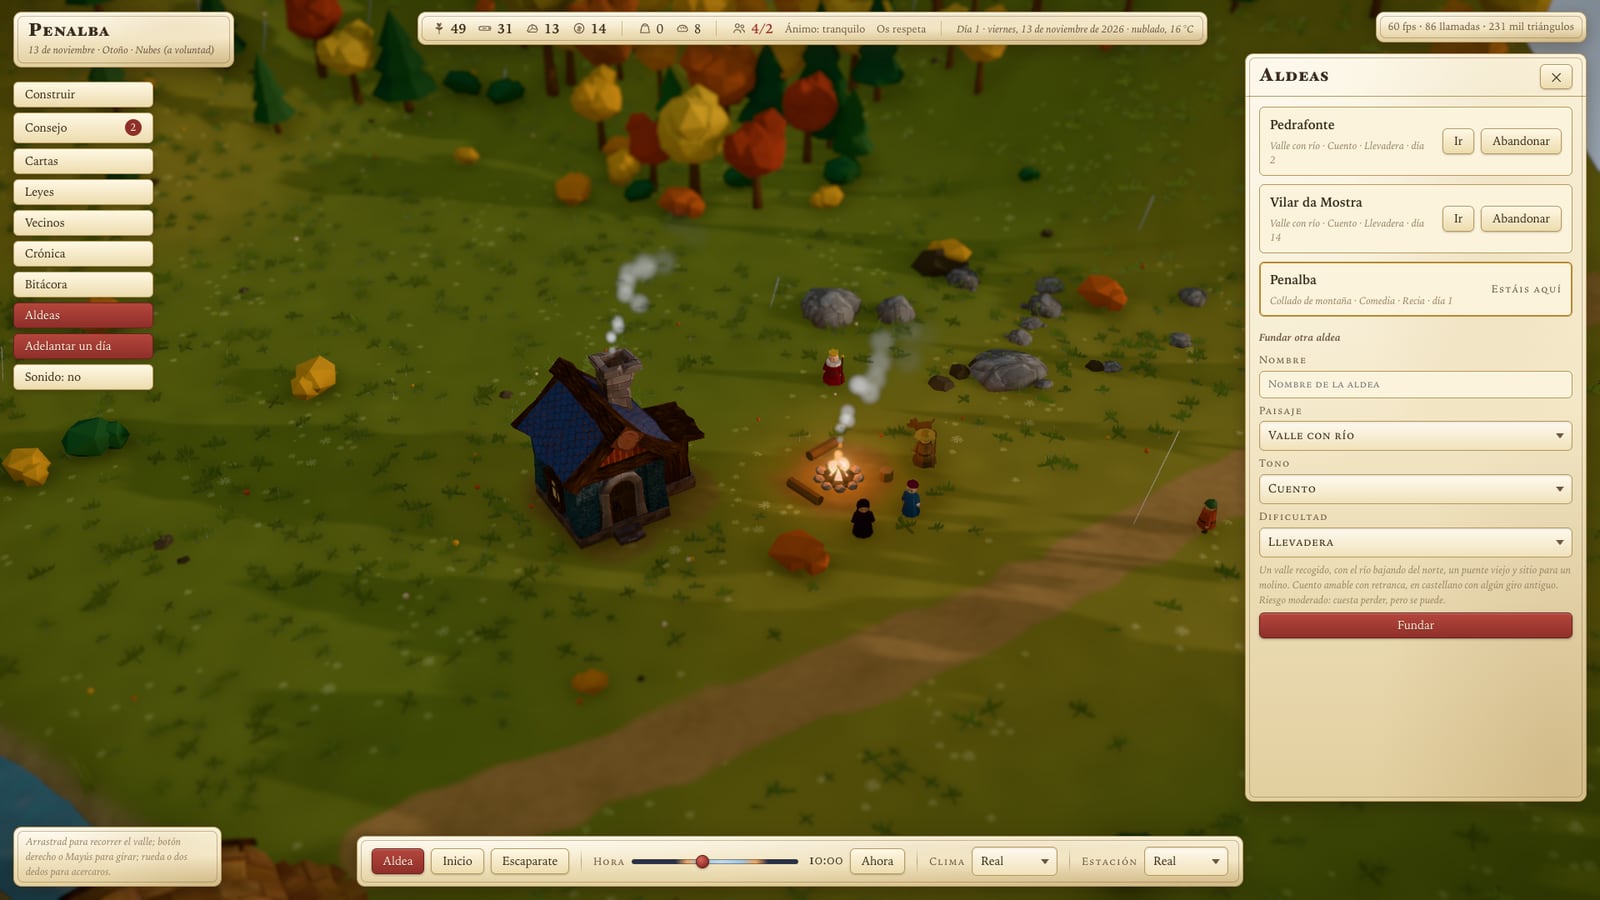 Penalba
13 de noviembre · Otoño · Nubes (a voluntad)
49 31 13 14 0 8 4/2 Ánimo: tranquilo Os respeta Día 1 · viernes, 13 de noviembre de 2026 · nublado, 16 °C
60 fps · 86 llamadas · 231 mil triángulos
Construir
Consejo 2
Cartas
Leyes
Vecinos
Crónica
Bitácora
Aldeas
Adelantar un día
Sonido: no
Aldeas
Pedrafonte
Valle con río · Cuento · Llevadera · día
2
Ir Abandonar
Vilar da Mostra
Valle con río · Cuento · Llevadera · día
14
Ir Abandonar
Penalba
Collado de montaña · Comedia · Recia · día 1
Estáis aquí
Fundar otra aldea
Nombre
Nombre de la aldea
Paisaje
Valle con río
Tono
Cuento
Dificultad
Llevadera
Un valle recogido, con el río bajando del norte, un puente viejo y sitio para un
molino. Cuento amable con retranca, en castellano con algún giro antiguo.
Riesgo moderado: cuesta perder, pero se puede.
Fundar
Arrastrad para recorrer el valle; botón
derecho o Mayús para girar; rueda o dos
dedos para acercaros.
Aldea Inicio Escaparate Hora 10:00 Ahora Clima Real Estación Real